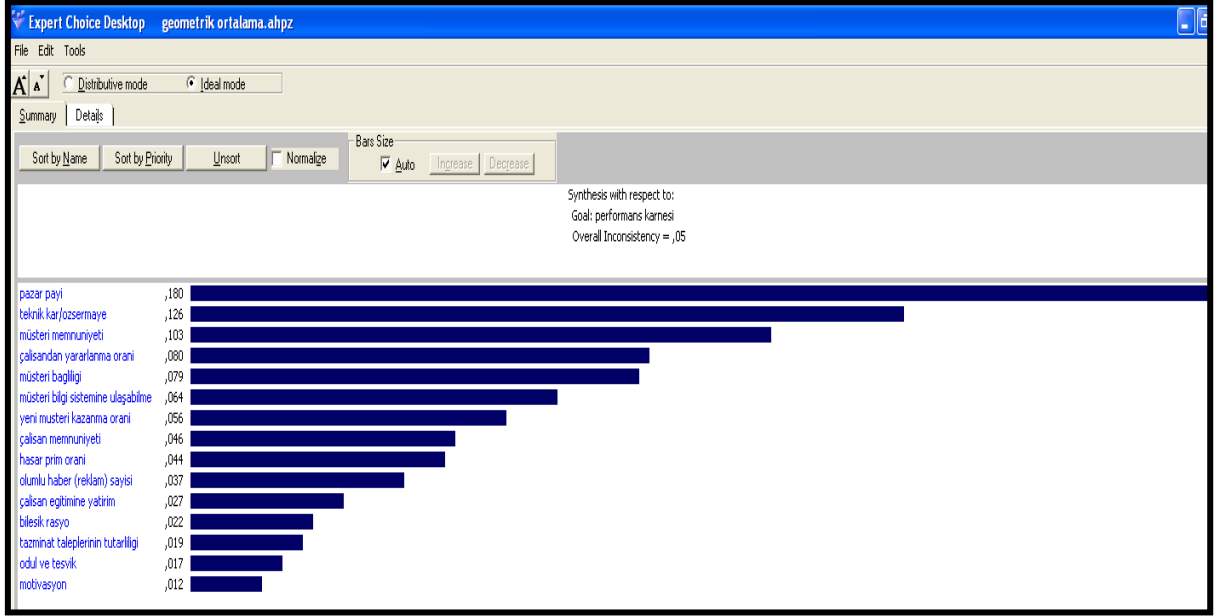 Expert Choice Desktop geometrik ortalama.ahpz
File Edit Tools
A A Distributive mode Ideal mode
Summary Details
Bars Size
Sort by Name Sort by Priority Unsort Normalize Auto Increase Decrease
Synthesis with respect to:
Goal: performans karnesi
Overall Inconsistency = ,05
pazar payi ,180
teknik kar/ozsermaye ,126
müsteri memnuniyeti ,103
çalisandan yararlanma orani ,080
müsteri bagliligi ,079
müsteri bilgi sistemine ulaşabilme ,064
yeni musteri kazanma orani ,056
çalisan memnuniyeti ,046
hasar prim orani ,044
olumlu haber (reklam) sayisi ,037
çalisan egitimine yatirim ,027
bilesik rasyo ,022
tazminat taleplerinin tutarliligi ,019
odul ve tesvik ,017
motivasyon ,012